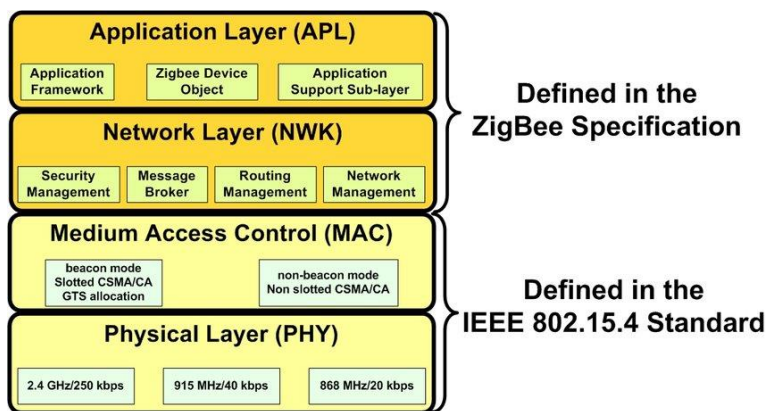 Application Layer (APL)
Application
Framework
Zigbee Device
Object
Application
Support Sub-layer
Defined in the
ZigBee Specification
Network Layer (NWK)
Security
Management
Message
Broker
Routing
Management
Network
Management
Medium Access Control (MAC)
beacon mode
Slotted CSMA/CA
GTS allocation
non-beacon mode
Non slotted CSMA/CA
Defined in the
IEEE 802.15.4 Standard
Physical Layer (PHY)
2.4 GHz/250 kbps
915 MHz/40 kbps
868 MHz/20 kbps